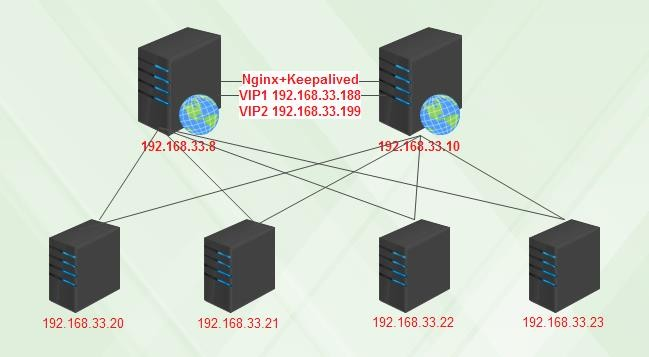 Nginx+Keepalived
VIP1 192.168.33.188
VIP2 192.168.33.199
192.168.33.8
192.168.33.10
192.168.33.20
192.168.33.21
192.168.33.22
192.168.33.23